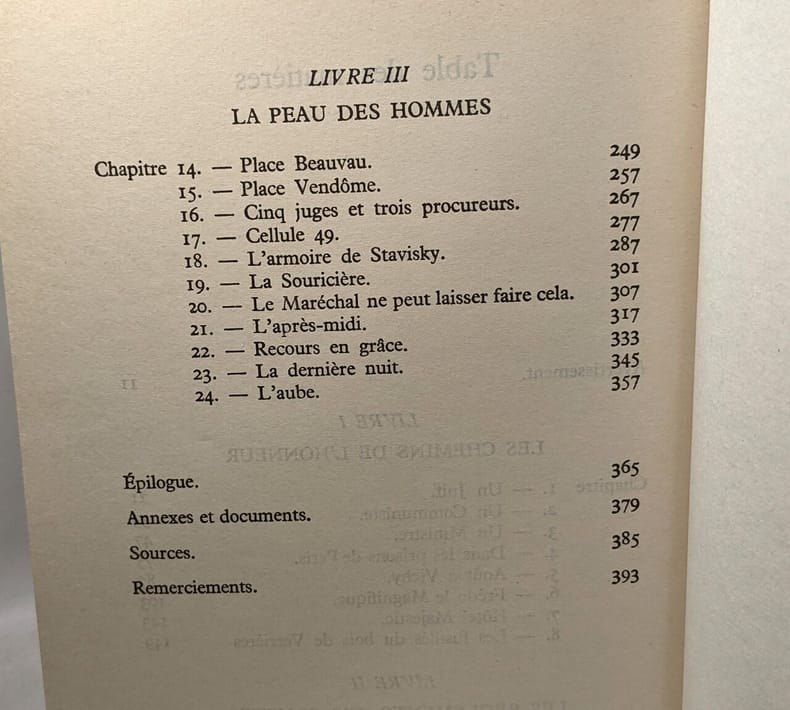 LIVRE III
LA PEAU DES HOMMES
Chapitre 14. — Place Beauvau. 249
15. — Place Vendôme. 257
16. — Cinq juges et trois procureurs. 267
17. — Cellule 49. 277
18. — L'armoire de Stavisky. 287
19. — La Souricière. 301
20. — Le Maréchal ne peut laisser faire cela. 307
21. — L'après-midi. 317
22. — Recours en grâce. 333
23. — La dernière nuit. 345
24. — L'aube. 357
Épilogue. 365
Annexes et documents. 379
Sources. 385
Remerciements. 393